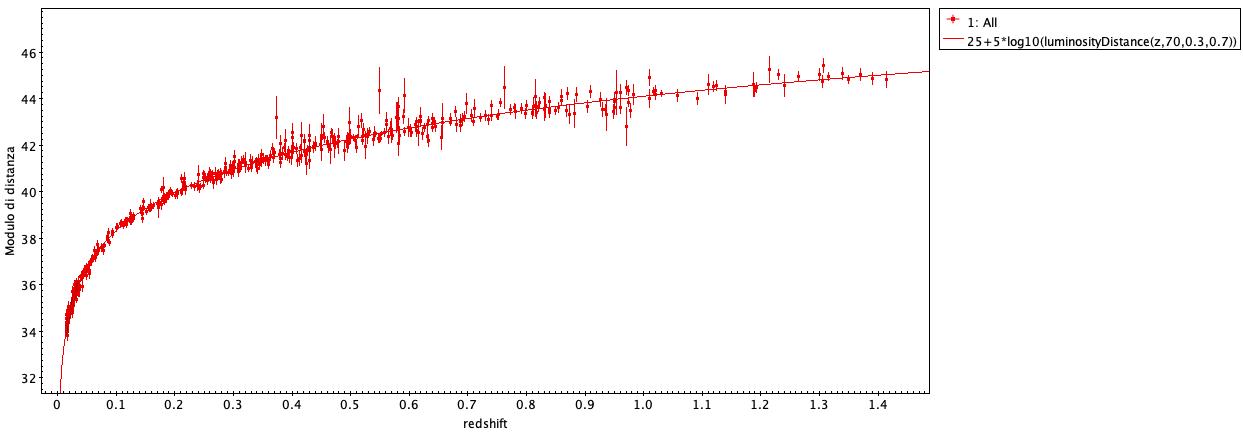 46
44
42
40
38
36
34
32
Modulo di distanza
0 0.1 0.2 0.3 0.4 0.5 0.6 0.7 0.8 0.9 1.0 1.1 1.2 1.3 1.4
redshift
1: All
25+5*log10(luminosityDistance(z,70,0.3,0.7))